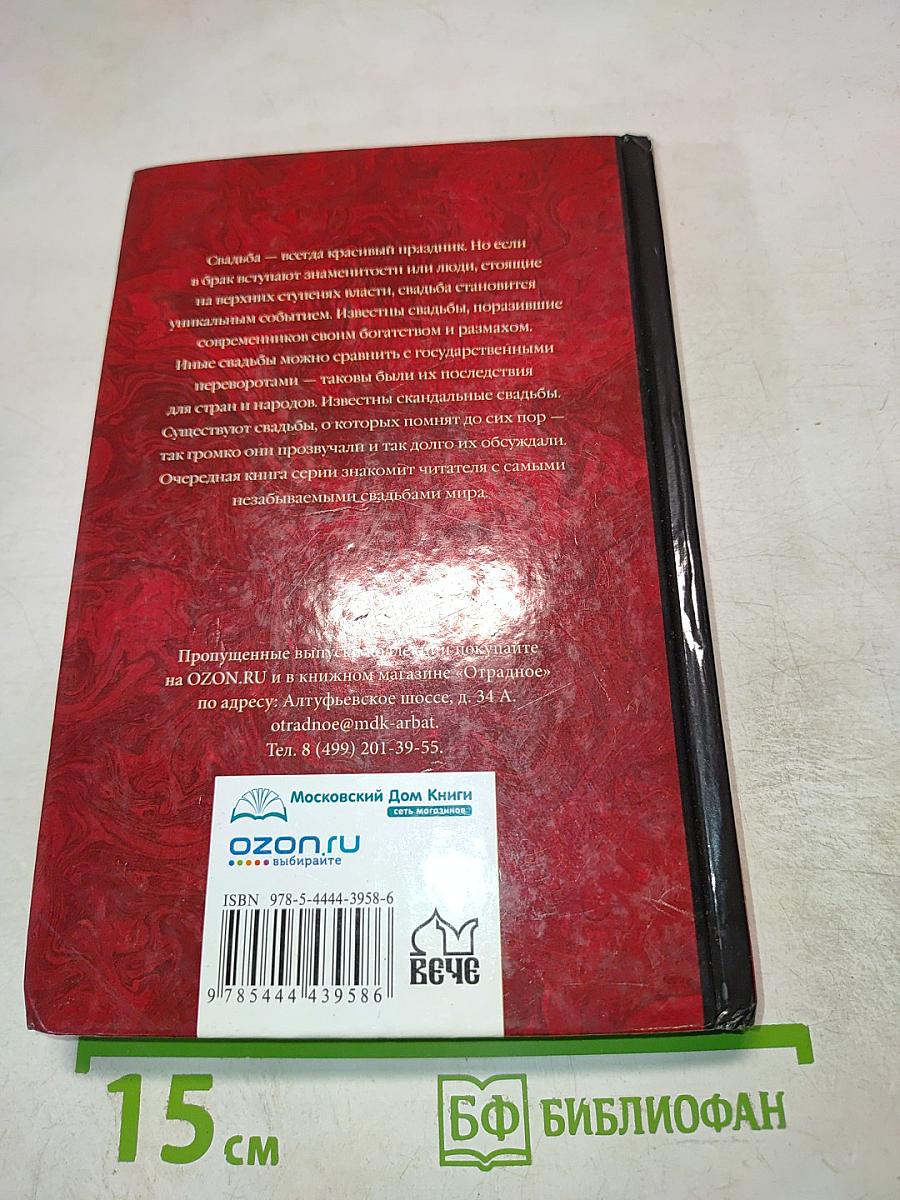 Свадьба — всегда красивый праздник. Но если
в брак вступают знаменитости или люди, стоящие
на верхних ступенях власти, свадьба становится
уникальным событием. Известны свадьбы, поразившие
современников своим богатством и размахом.
Иные свадьбы можно сравнить с государственными
переворотами — таковы были их последствия
для стран и народов. Известны скандальные свадьбы.
Существуют свадьбы, о которых помнят до сих пор —
так громко они прозвучали и так долго их обсуждали.
Очередная книга серии знакомит читателя с самыми
незабываемыми свадьбами мира.
Пропущенные выпуски коллекции покупайте
на OZON.RU и в книжном магазине «Отрадное»
по адресу: Алтуфьевское шоссе, д. 34 А.
otradnoe@mdk-arbat.
Тел. 8 (499) 201-39-55.
Московский Дом Книги
сеть магазинов
ozon.ru
выбирайте
ISBN 978-5-4444-3958-6
9 785444 439586
ВЕЧЕ
15 см
БФ БИБЛИОФАН